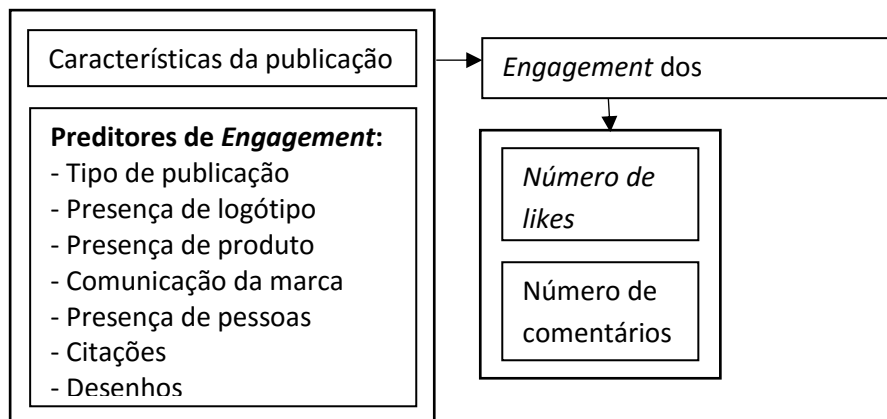 Características da publicação
Engagement dos
Preditores de Engagement:
- Tipo de publicação
- Presença de logótipo
- Presença de produto
- Comunicação da marca
- Presença de pessoas
- Citações
- Desenhos
Número de
likes
Número de
comentários